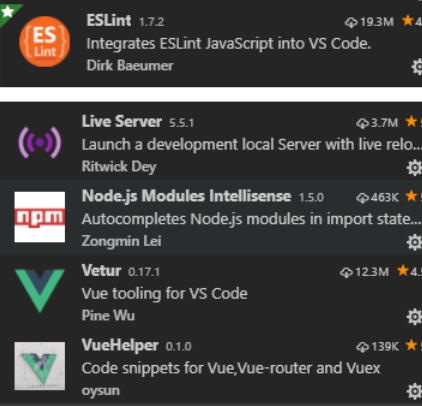 ES
Lint
ESLint 1.7.2 19.3M 4
Integrates ESLint JavaScript into VS Code.
Dirk Baeumer
Live Server 5.5.1 3.7M
Launch a development local Server with live relo...
Ritwick Dey
npm
Node.js Modules Intellisense 1.5.0 463K
Autocompletes Node.js modules in import state...
Zongmin Lei
Vetur 0.17.1 12.3M 4.
Vue tooling for VS Code
Pine Wu
VueHelper 0.1.0 139K
Code snippets for Vue,Vue-router and Vuex
oysun